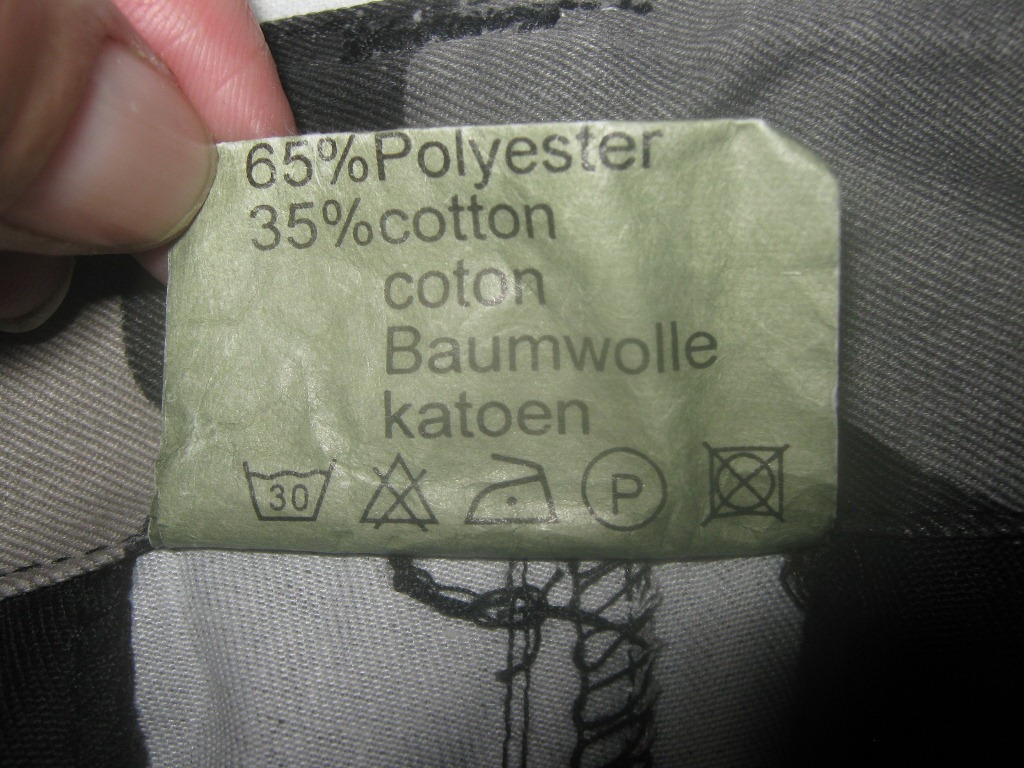 65%Polyester
35%cotton
coton
Baumwolle
katoen
30 P